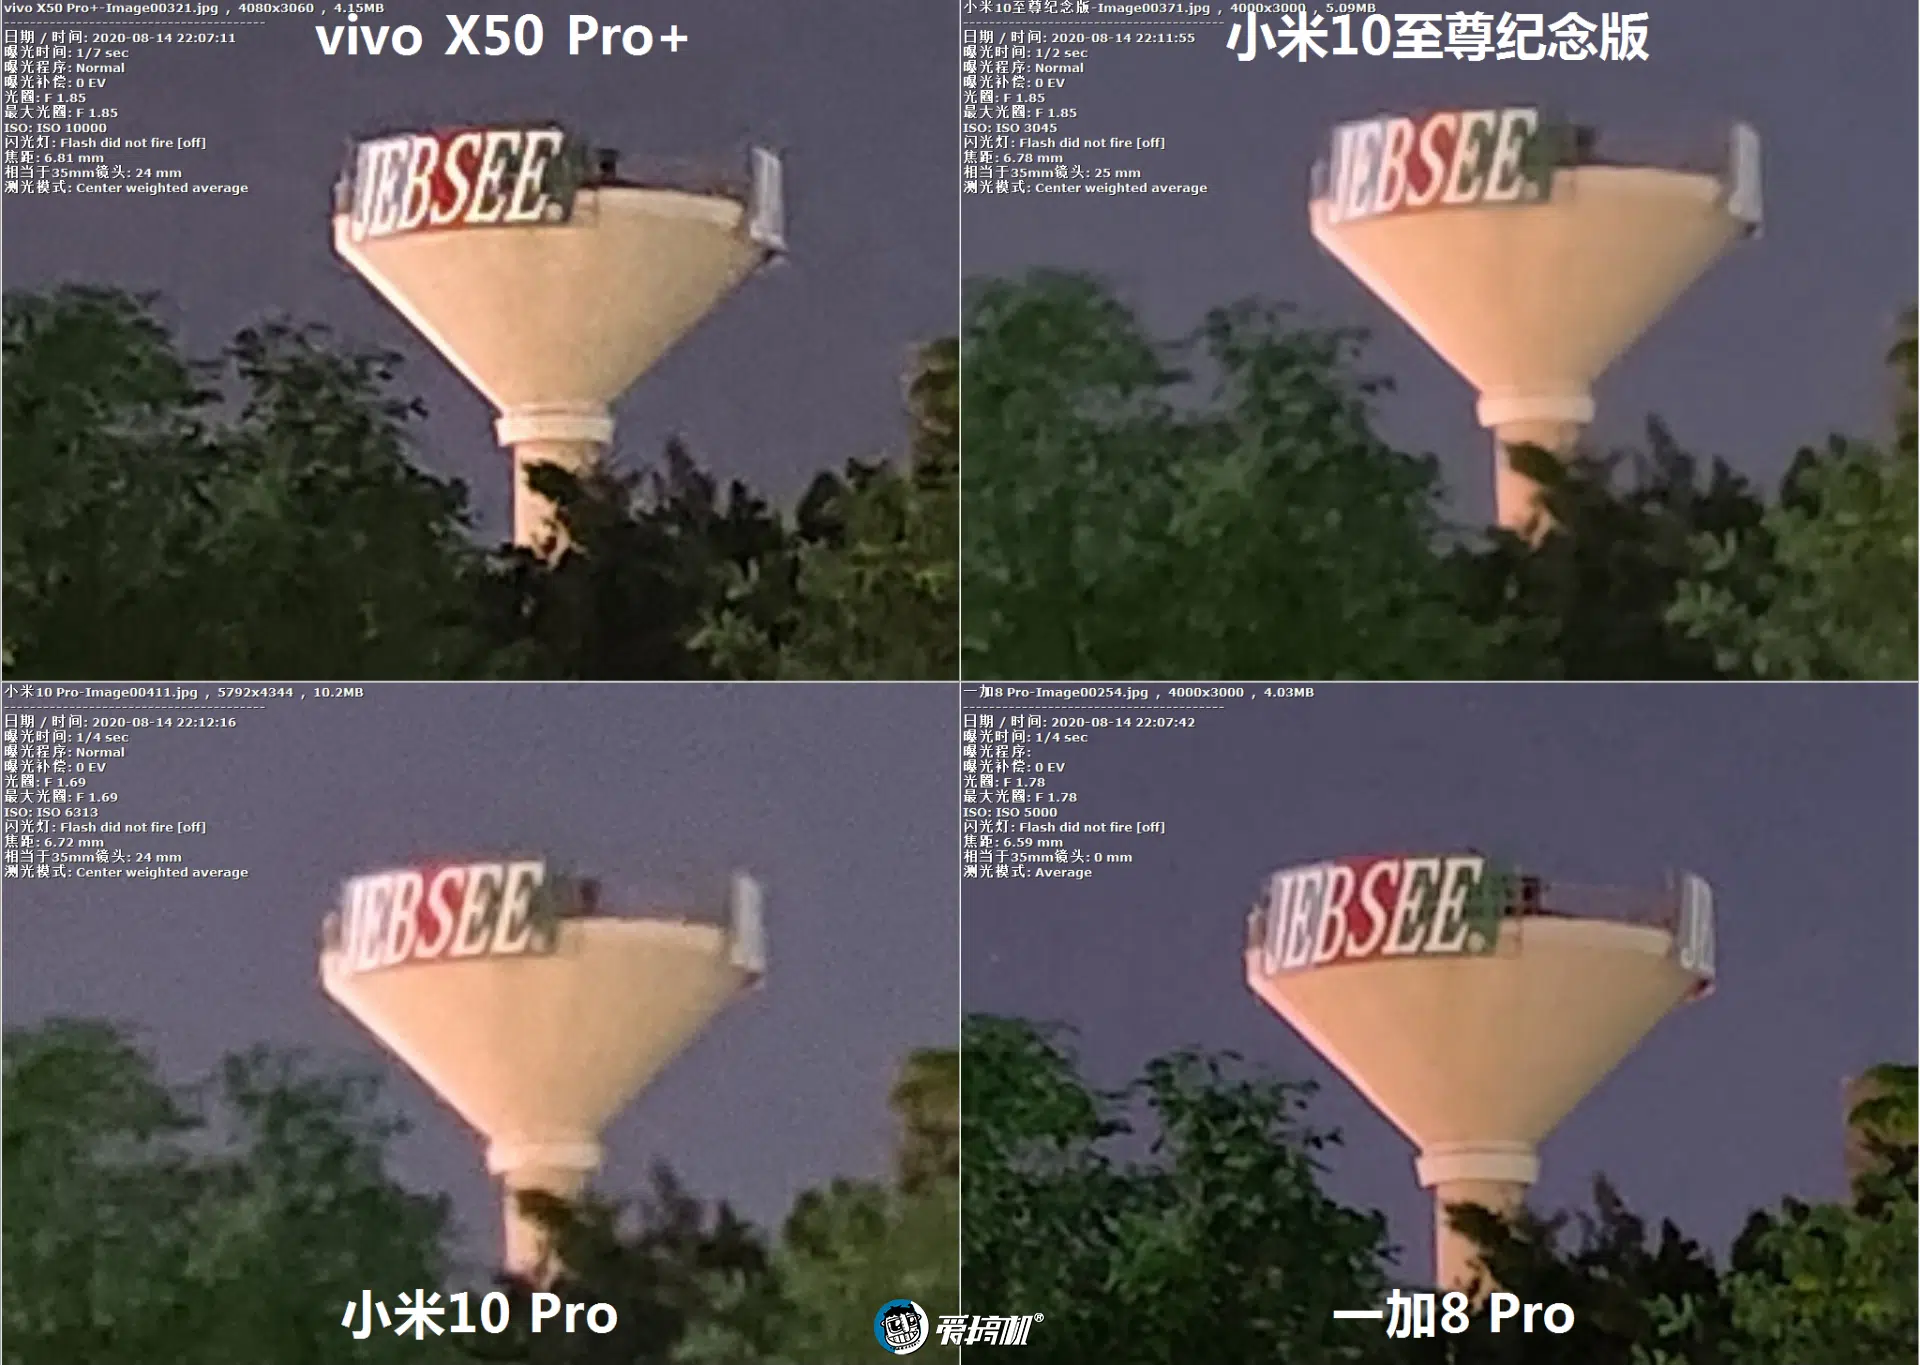 vivo X50 Pro+-Image00321.jpg , 4080x3060 , 4.15MB
----------------------------------------
日期 / 时间: 2020-08-14 22:07:11
曝光时间: 1/7 sec
曝光程序: Normal
曝光补偿: 0 EV
光圈: F 1.85
最大光圈: F 1.85
ISO: ISO 10000
闪光灯: Flash did not fire [off]
焦距: 6.81 mm
相当于35mm镜头: 24 mm
测光模式: Center weighted average
vivo X50 Pro+
JEBSEE®
小米10至尊纪念版-Image00371.jpg , 4000x3000 , 5.09MB
----------------------------------------
日期 / 时间: 2020-08-14 22:11:55
曝光时间: 1/2 sec
曝光程序: Normal
曝光补偿: 0 EV
光圈: F 1.85
最大光圈: F 1.85
ISO: ISO 3045
闪光灯: Flash did not fire [off]
焦距: 6.78 mm
相当于35mm镜头: 25 mm
测光模式: Center weighted average
小米10至尊纪念版
JEBSEE
小米10 Pro-Image00411.jpg , 5792x4344 , 10.2MB
----------------------------------------
日期 / 时间: 2020-08-14 22:12:16
曝光时间: 1/4 sec
曝光程序: Normal
曝光补偿: 0 EV
光圈: F 1.69
最大光圈: F 1.69
ISO: ISO 6313
闪光灯: Flash did not fire [off]
焦距: 6.72 mm
相当于35mm镜头: 24 mm
测光模式: Center weighted average
JEBSEE
小米10 Pro
一加8 Pro-Image00254.jpg , 4000x3000 , 4.03MB
----------------------------------------
日期 / 时间: 2020-08-14 22:07:42
曝光时间: 1/4 sec
曝光程序:
曝光补偿: 0 EV
光圈: F 1.78
最大光圈: F 1.78
ISO: ISO 5000
闪光灯: Flash did not fire [off]
焦距: 6.59 mm
相当于35mm镜头: 0 mm
测光模式: Average
JEBSEE®
一加8 Pro
爱搞机®